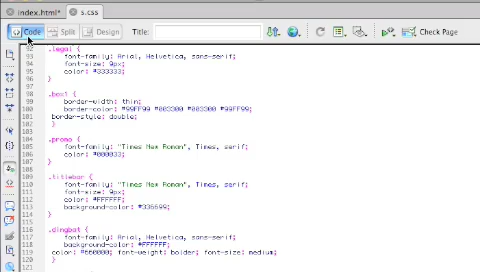 index.html* s.css
Code Split Design Title: Check Page
92 .legal {
93 font-family: Arial, Helvetica, sans-serif;
94 font-size: 9px;
95 color: #333333;
96 }
97
98 .box1 {
99 border-width: thin;
100 border-color: #99FF99 #003300 #003300 #99FF99;
101 border-style: double;
102 }
103
104 .promo {
105 font-family: "Times New Roman", Times, serif;
106 color: #000033;
107 }
108
109 .titlebar {
110 font-family: "Times New Roman", Times, serif;
111 font-size: 9px;
112 color: #FFFFFF;
113 background-color: #336699;
114 }
115
116 .dingbat {
117 font-family: Arial, Helvetica, sans-serif;
118 background-color: #FFFFFF;
119 color: #660000; font-weight: bolder; font-size: medium;
120 }
121